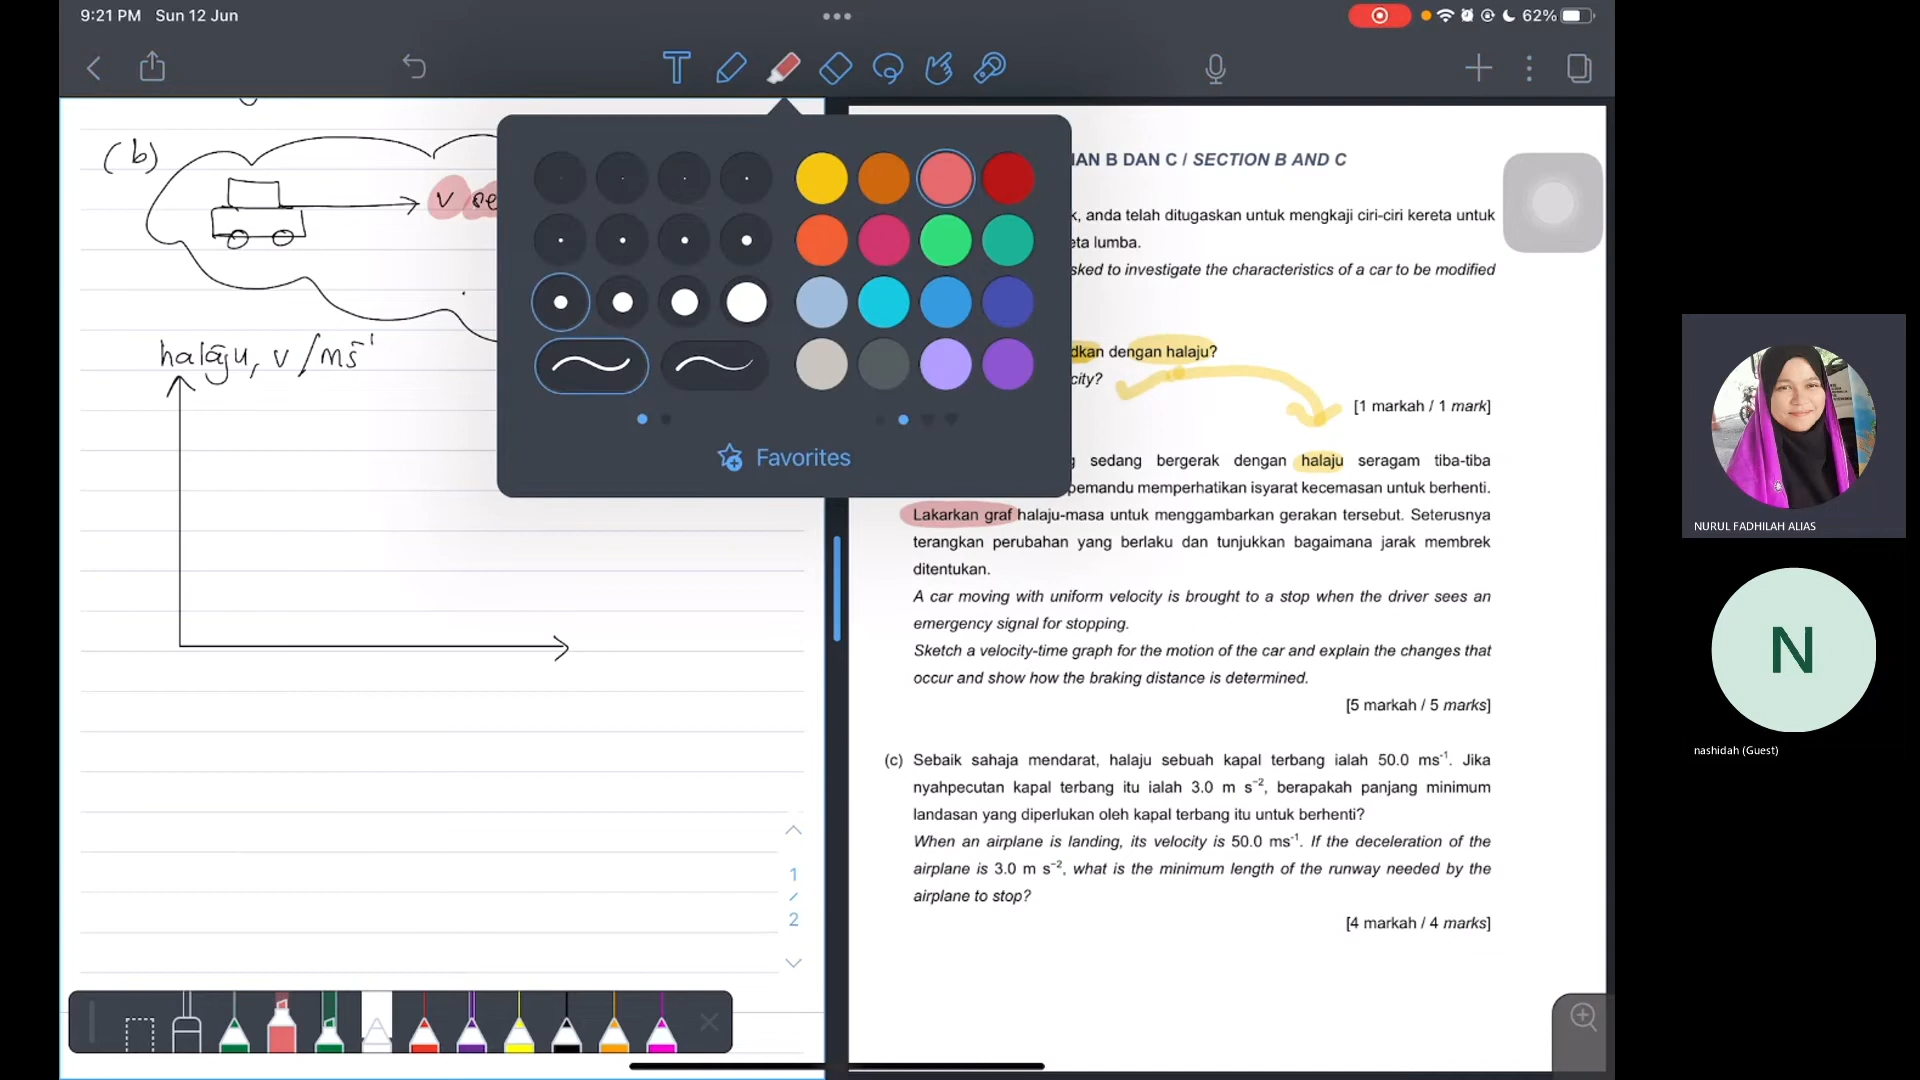 9:21 PM Sun 12 Jun
62%
T
(b)
v se
halaju, v / ms⁻¹
1
/
2
Favorites
IAN B DAN C / SECTION B AND C
k, anda telah ditugaskan untuk mengkaji ciri-ciri kereta untuk
eta lumba.
sked to investigate the characteristics of a car to be modified
dkan dengan halaju?
city?
[1 markah / 1 mark]
g sedang bergerak dengan halaju seragam tiba-tiba
pemandu memperhatikan isyarat kecemasan untuk berhenti.
Lakarkan graf halaju-masa untuk menggambarkan gerakan tersebut. Seterusnya
terangkan perubahan yang berlaku dan tunjukkan bagaimana jarak membrek
ditentukan.
A car moving with uniform velocity is brought to a stop when the driver sees an
emergency signal for stopping.
Sketch a velocity-time graph for the motion of the car and explain the changes that
occur and show how the braking distance is determined.
[5 markah / 5 marks]
(c) Sebaik sahaja mendarat, halaju sebuah kapal terbang ialah 50.0 ms⁻¹. Jika
nyahpecutan kapal terbang itu ialah 3.0 m s⁻², berapakah panjang minimum
landasan yang diperlukan oleh kapal terbang itu untuk berhenti?
When an airplane is landing, its velocity is 50.0 ms⁻¹. If the deceleration of the
airplane is 3.0 m s⁻², what is the minimum length of the runway needed by the
airplane to stop?
[4 markah / 4 marks]
NURUL FADHILAH ALIAS
N
nashidah (Guest)